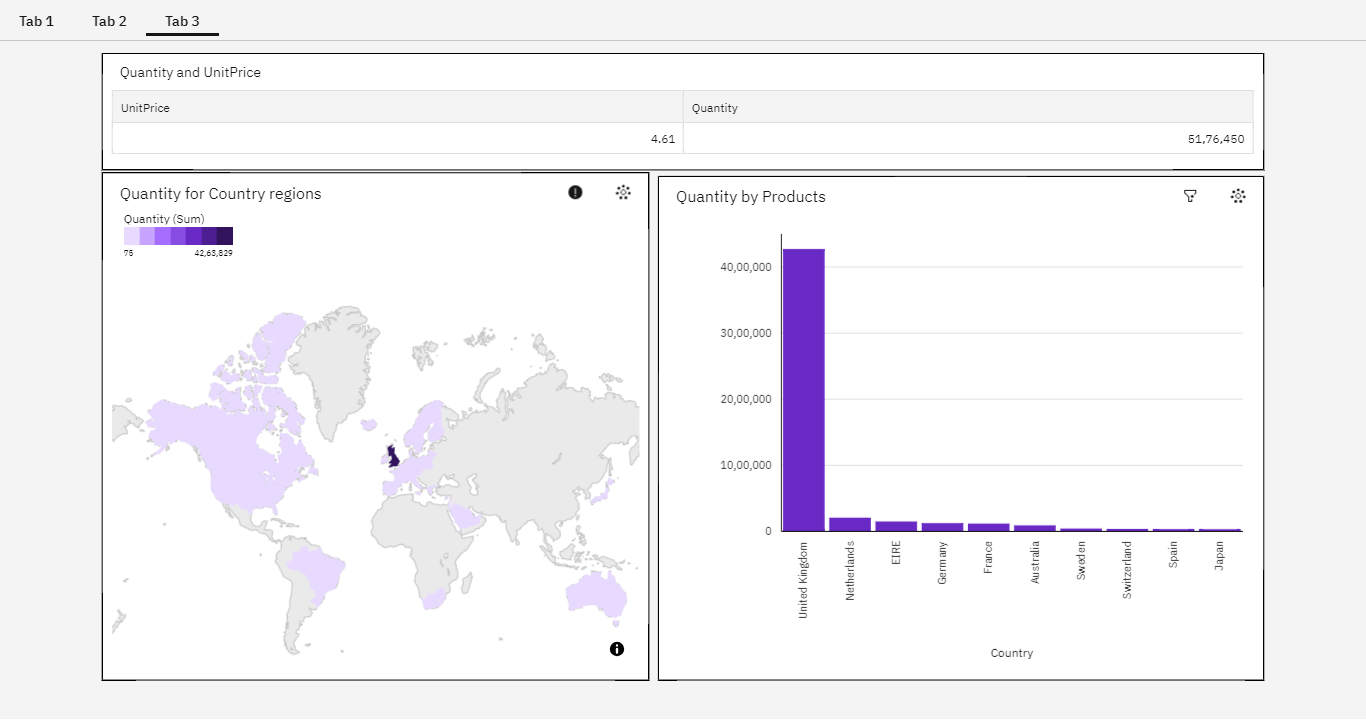 Tab 1
Tab 2
Tab 3
Quantity and UnitPrice
UnitPrice
Quantity
4.61
51,76,450
Quantity for Country regions
Quantity (Sum)
75
42,63,829
Quantity by Products
40,00,000
30,00,000
20,00,000
10,00,000
0
United Kingdom
Netherlands
EIRE
Germany
France
Australia
Sweden
Switzerland
Spain
Japan
Country